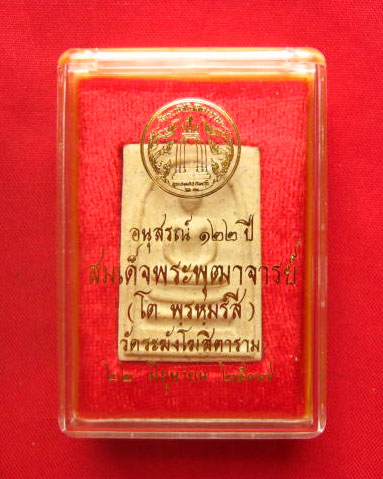 อนุสรณ์ ๑๒๒ ปี
สมเด็จพระพุฒาจารย์
(โต พรหมรํสี)
วัดระฆังโฆสิตาราม
๒๒ มิถุนายน ๒๕๓๗